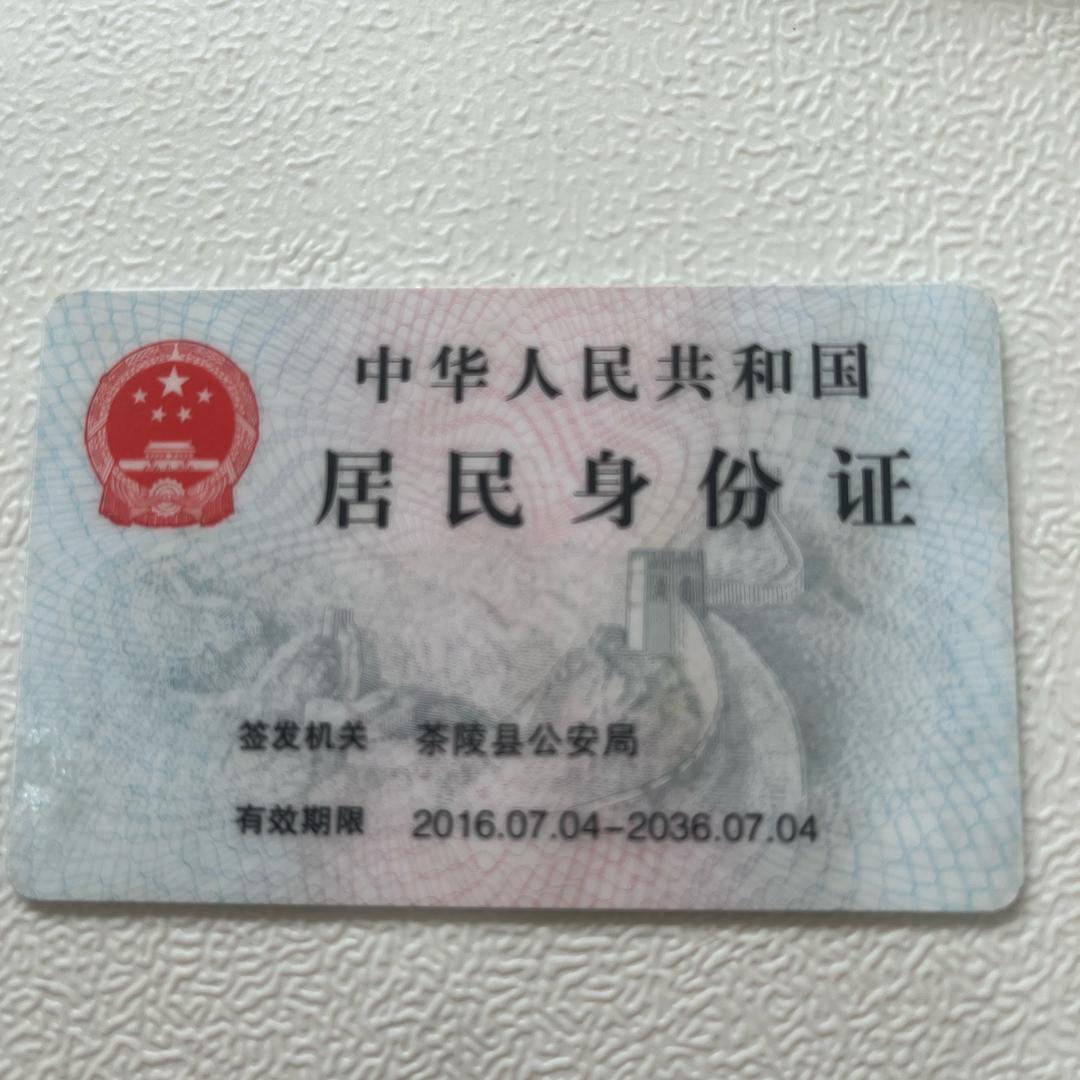 中华人民共和国
居民身份证
签发机关 茶陵县公安局
有效期限 2016.07.04-2036.07.04